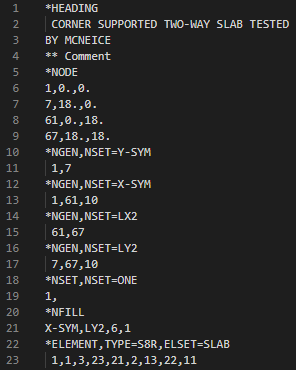 1 *HEADING
2 CORNER SUPPORTED TWO-WAY SLAB TESTED
3 BY MCNEICE
4 ** Comment
5 *NODE
6 1,0.,0.
7 7,18.,0.
8 61,0.,18.
9 67,18.,18.
10 *NGEN,NSET=Y-SYM
11 1,7
12 *NGEN,NSET=X-SYM
13 1,61,10
14 *NGEN,NSET=LX2
15 61,67
16 *NGEN,NSET=LY2
17 7,67,10
18 *NSET,NSET=ONE
19 1,
20 *NFILL
21 X-SYM,LY2,6,1
22 *ELEMENT,TYPE=S8R,ELSET=SLAB
23 1,1,3,23,21,2,13,22,11